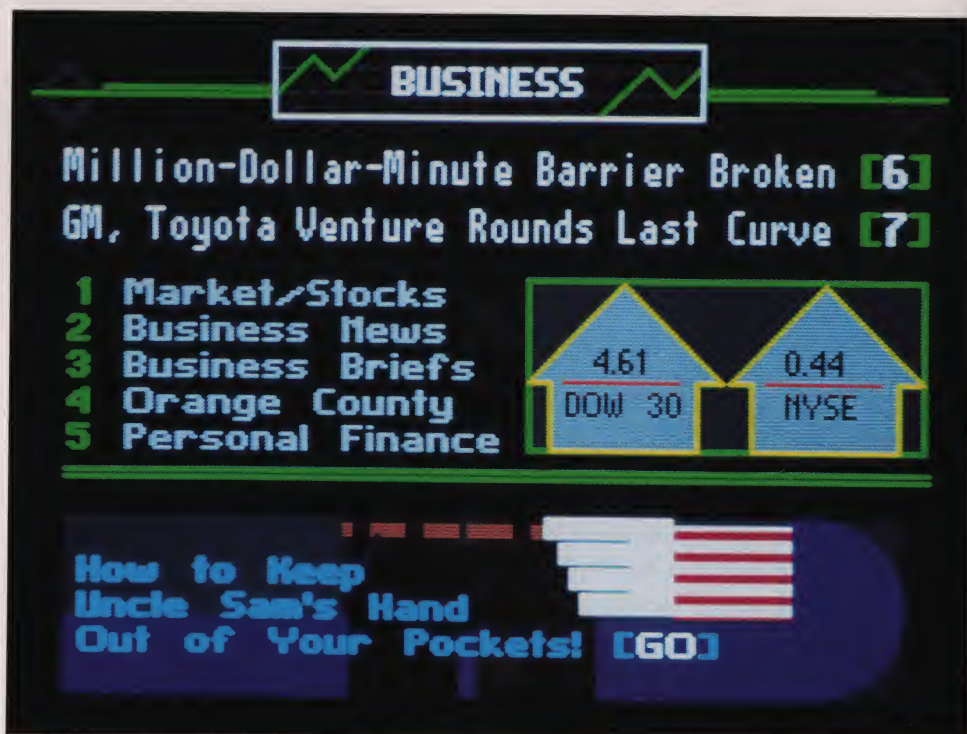 BUSINESS
Million-Dollar-Minute Barrier Broken [6]
GM, Toyota Venture Rounds Last Curve [7]
1 Market/Stocks
2 Business News
3 Business Briefs
4 Orange County
5 Personal Finance
4.61
DOW 30
0.44
NYSE
How to Keep
Uncle Sam's Hand
Out of Your Pockets! [GO]